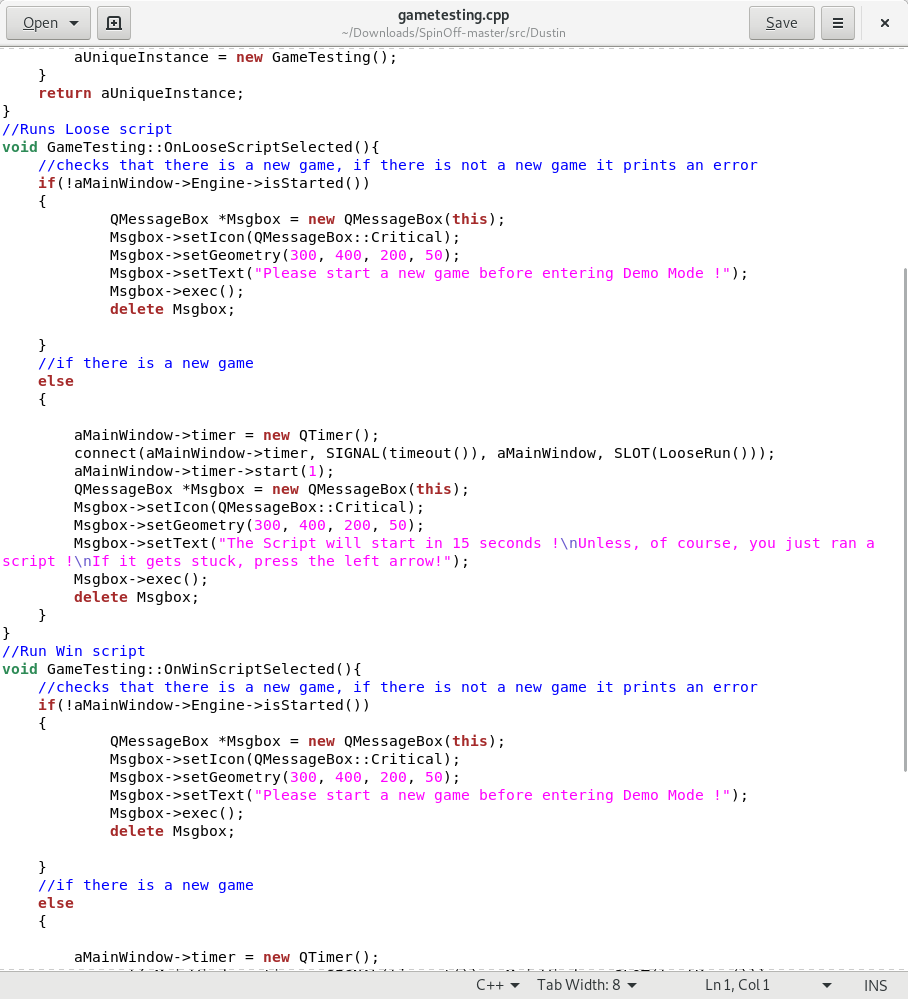 Open
gametesting.cpp
~/Downloads/SpinOff-master/src/Dustin
Save
        aUniqueInstance = new GameTesting();
    }
    return aUniqueInstance;
}
//Runs Loose script
void GameTesting::OnLooseScriptSelected(){
    //checks that there is a new game, if there is not a new game it prints an error
    if(!aMainWindow->Engine->isStarted())
    {
            QMessageBox *Msgbox = new QMessageBox(this);
            Msgbox->setIcon(QMessageBox::Critical);
            Msgbox->setGeometry(300, 400, 200, 50);
            Msgbox->setText("Please start a new game before entering Demo Mode !");
            Msgbox->exec();
            delete Msgbox;
    }
    //if there is a new game
    else
    {
        aMainWindow->timer = new QTimer();
        connect(aMainWindow->timer, SIGNAL(timeout()), aMainWindow, SLOT(LooseRun()));
        aMainWindow->timer->start(1);
        QMessageBox *Msgbox = new QMessageBox(this);
        Msgbox->setIcon(QMessageBox::Critical);
        Msgbox->setGeometry(300, 400, 200, 50);
        Msgbox->setText("The Script will start in 15 seconds !\nUnless, of course, you just ran a
script !\nIf it gets stuck, press the left arrow!");
        Msgbox->exec();
        delete Msgbox;
    }
}
//Run Win script
void GameTesting::OnWinScriptSelected(){
    //checks that there is a new game, if there is not a new game it prints an error
    if(!aMainWindow->Engine->isStarted())
    {
            QMessageBox *Msgbox = new QMessageBox(this);
            Msgbox->setIcon(QMessageBox::Critical);
            Msgbox->setGeometry(300, 400, 200, 50);
            Msgbox->setText("Please start a new game before entering Demo Mode !");
            Msgbox->exec();
            delete Msgbox;
    }
    //if there is a new game
    else
    {
        aMainWindow->timer = new QTimer();
C++
Tab Width: 8
Ln 1, Col 1
INS